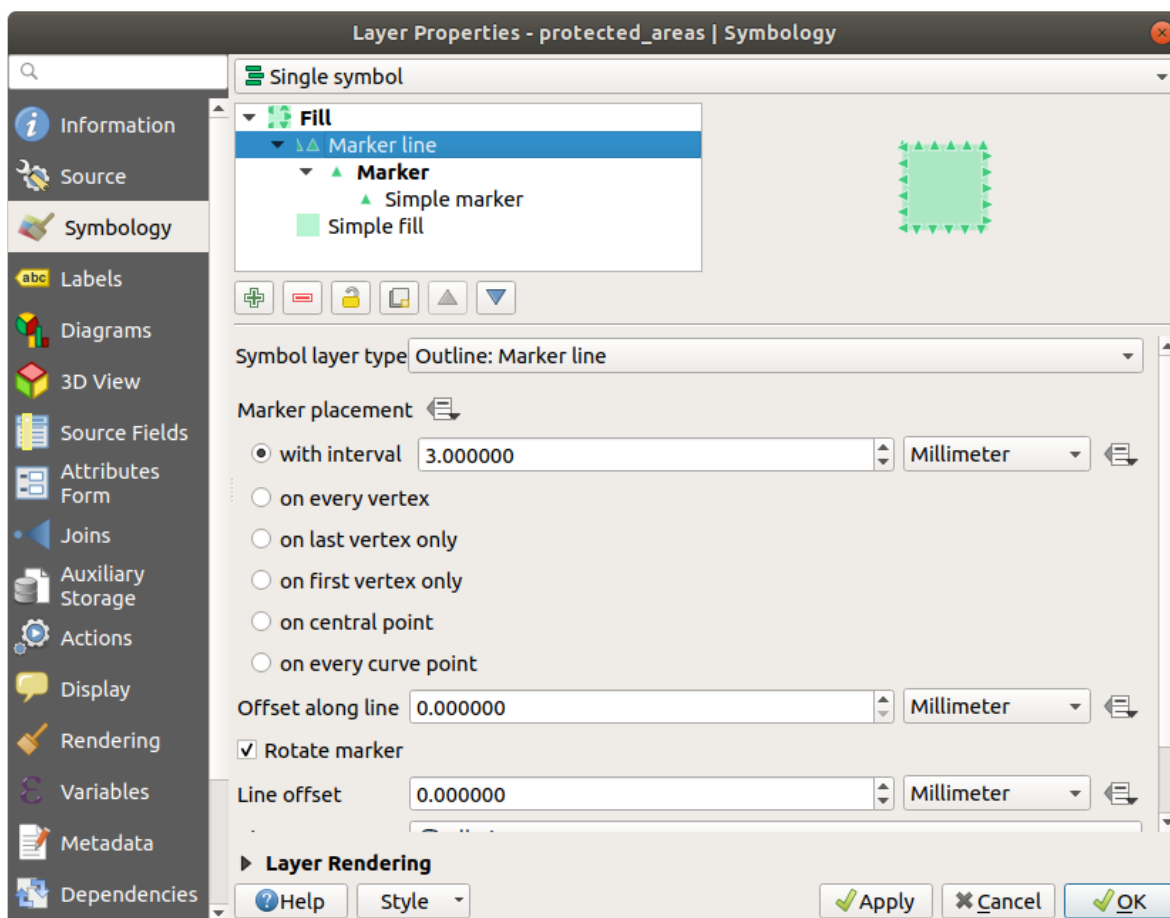 Layer Properties - protected_areas | Symbology
Single symbol
Information
Source
Symbology
Labels
Diagrams
3D View
Source Fields
Attributes
Form
Joins
Auxiliary
Storage
Actions
Display
Rendering
Variables
Metadata
Dependencies
Fill
Marker line
Marker
Simple marker
Simple fill
Symbol layer type Outline: Marker line
Marker placement
with interval 3.000000 Millimeter
on every vertex
on last vertex only
on first vertex only
on central point
on every curve point
Offset along line 0.000000 Millimeter
Rotate marker
Line offset 0.000000 Millimeter
Layer Rendering
Help Style Apply Cancel OK
abc